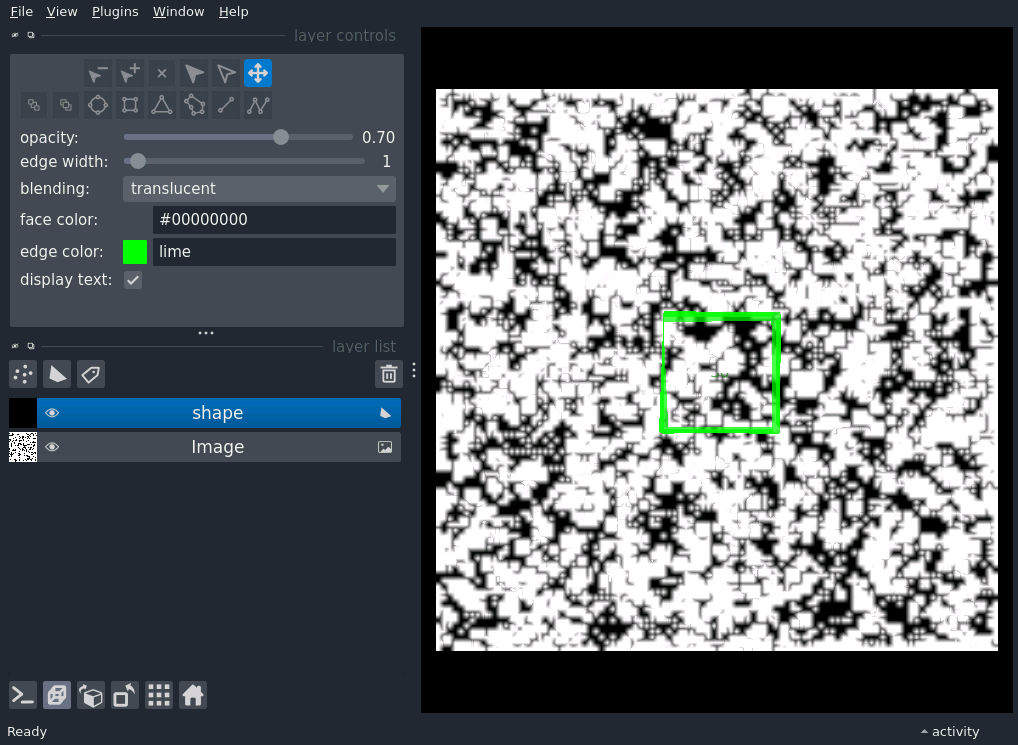 File View Plugins Window Help
layer controls
opacity: 0.70
edge width: 1
blending: translucent
face color: #00000000
edge color: lime
display text:
layer list
shape
Image
Ready
activity